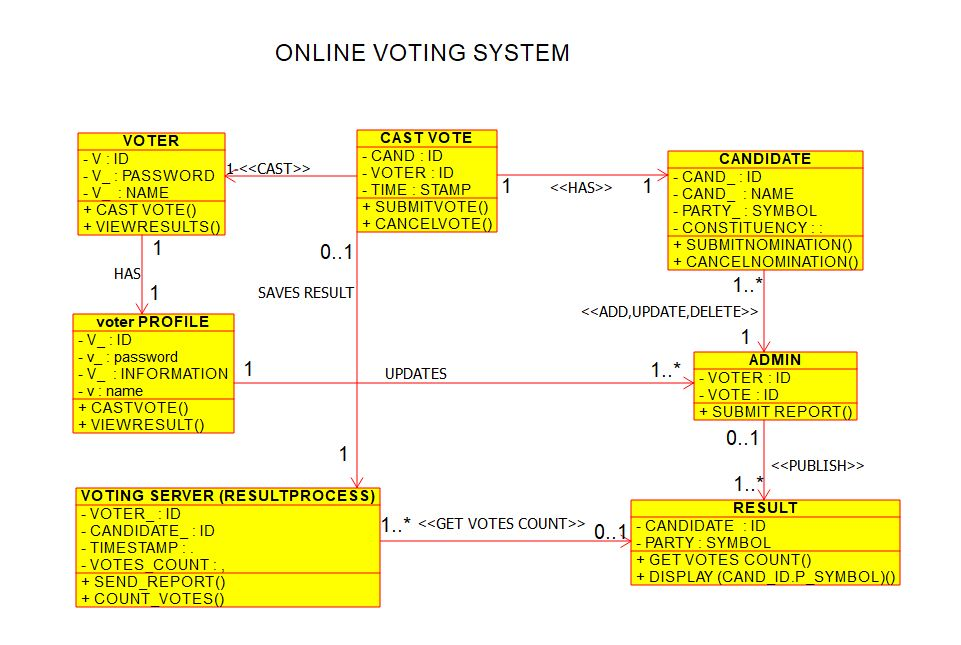 ONLINE VOTING SYSTEM
VOTER
- V : ID
- V_ : PASSWORD
- V_ : NAME
+ CAST VOTE()
+ VIEWRESULTS()
1-<<CAST>>
CAST VOTE
- CAND : ID
- VOTER : ID
- TIME : STAMP
+ SUBMITVOTE()
+ CANCELVOTE()
1
<<HAS>>
1
CANDIDATE
- CAND_ : ID
- CAND_ : NAME
- PARTY_ : SYMBOL
- CONSTITUENCY : :
+ SUBMITNOMINATION()
+ CANCELNOMINATION()
1
HAS
1
0..1
SAVES RESULT
1
1..*
<<ADD,UPDATE,DELETE>>
1
voter PROFILE
- V_ : ID
- v_ : password
- V_ : INFORMATION
- v : name
+ CASTVOTE()
+ VIEWRESULT()
1
UPDATES
1..*
ADMIN
- VOTER : ID
- VOTE : ID
+ SUBMIT REPORT()
0..1
<<PUBLISH>>
1..*
VOTING SERVER (RESULTPROCESS)
- VOTER_ : ID
- CANDIDATE_ : ID
- TIMESTAMP : .
- VOTES_COUNT : ,
+ SEND_REPORT()
+ COUNT_VOTES()
1..*
<<GET VOTES COUNT>>
0..1
RESULT
- CANDIDATE : ID
- PARTY : SYMBOL
+ GET VOTES COUNT()
+ DISPLAY (CAND_ID.P_SYMBOL)()